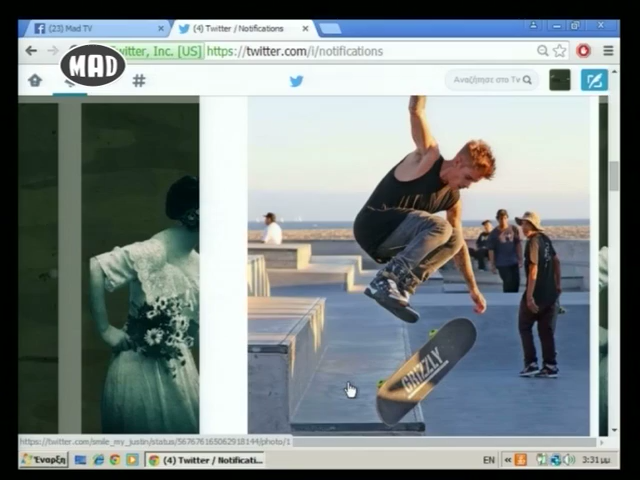 (23) Mad TV
(4) Twitter / Notifications
Twitter, Inc. [US]
https://twitter.com/i/notifications
MAD
#
Αναζήτησε στο Tw
GRIZZLY
https://twitter.com/smile_my_justin/status/567676165062918144/photo/1
Έναρξη
(4) Twitter / Notificati...
EN
3:31 μμ